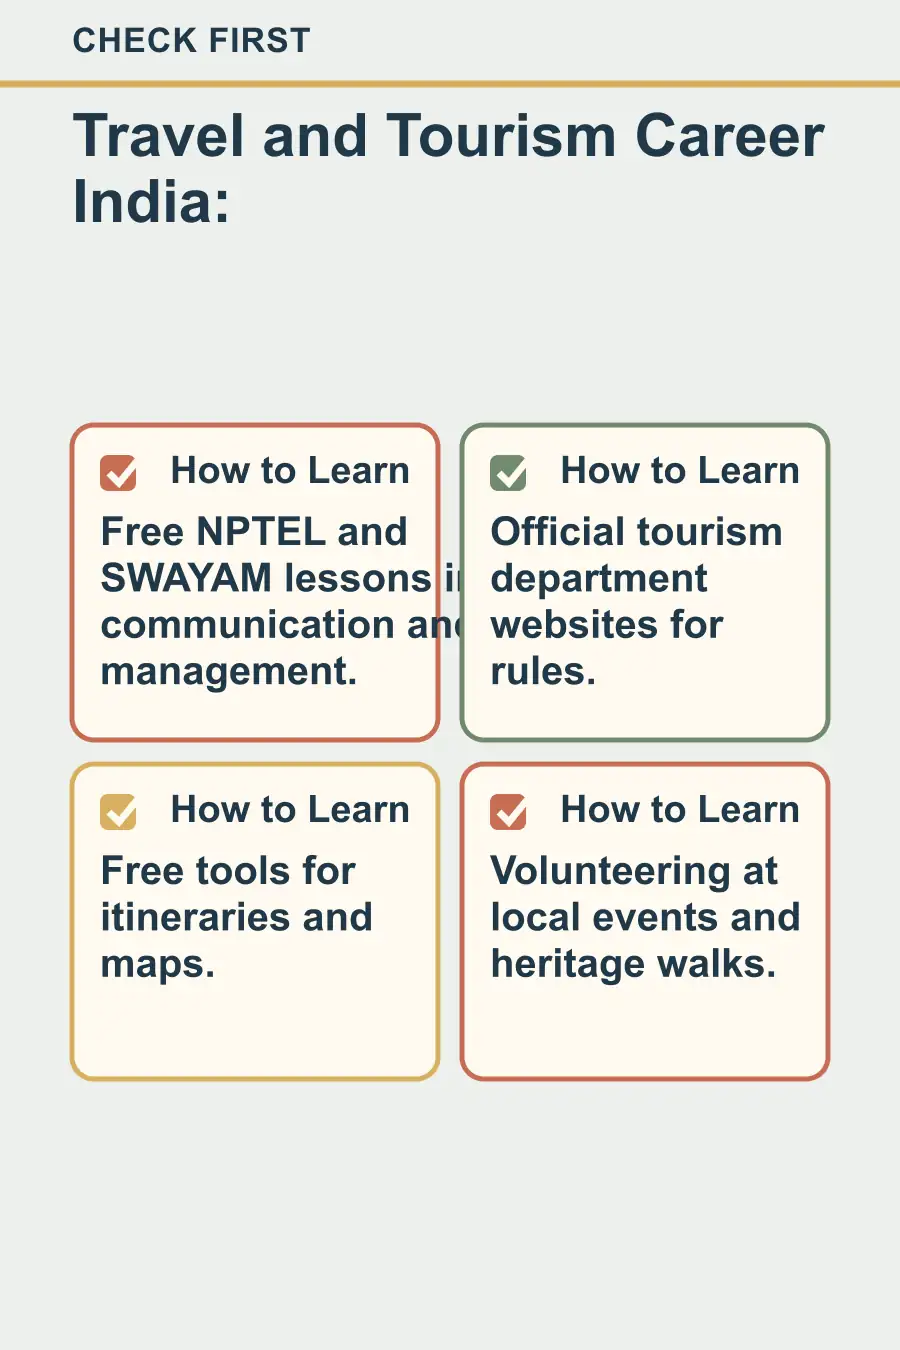 CHECK FIRST
Travel and Tourism Career
India:
How to Learn
Free NPTEL and
SWAYAM lessons in
communication and
management.
How to Learn
Official tourism
department
websites for
rules.
How to Learn
Free tools for
itineraries and
maps.
How to Learn
Volunteering at
local events and
heritage walks.